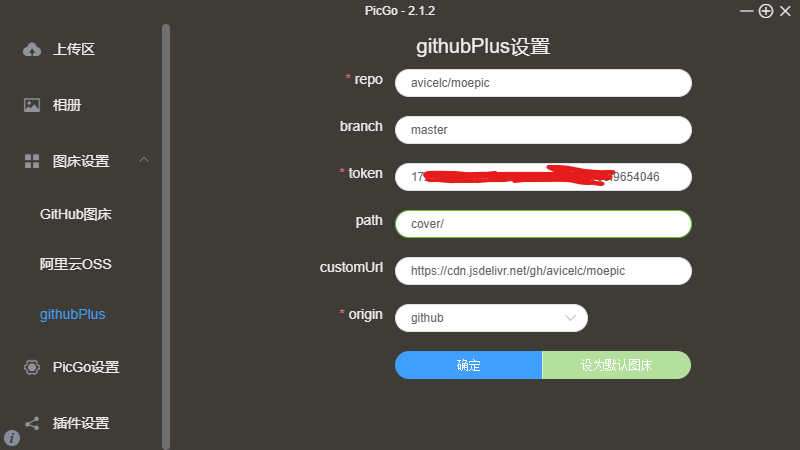 PicGo - 2.1.2
上传区
相册
图床设置
GitHub图床
阿里云OSS
githubPlus
PicGo设置
插件设置
githubPlus设置
* repo
avicelc/moepic
branch
master
* token
17 9654046
path
cover/
customUrl
https://cdn.jsdelivr.net/gh/avicelc/moepic
* origin
github
确定
设为默认图床